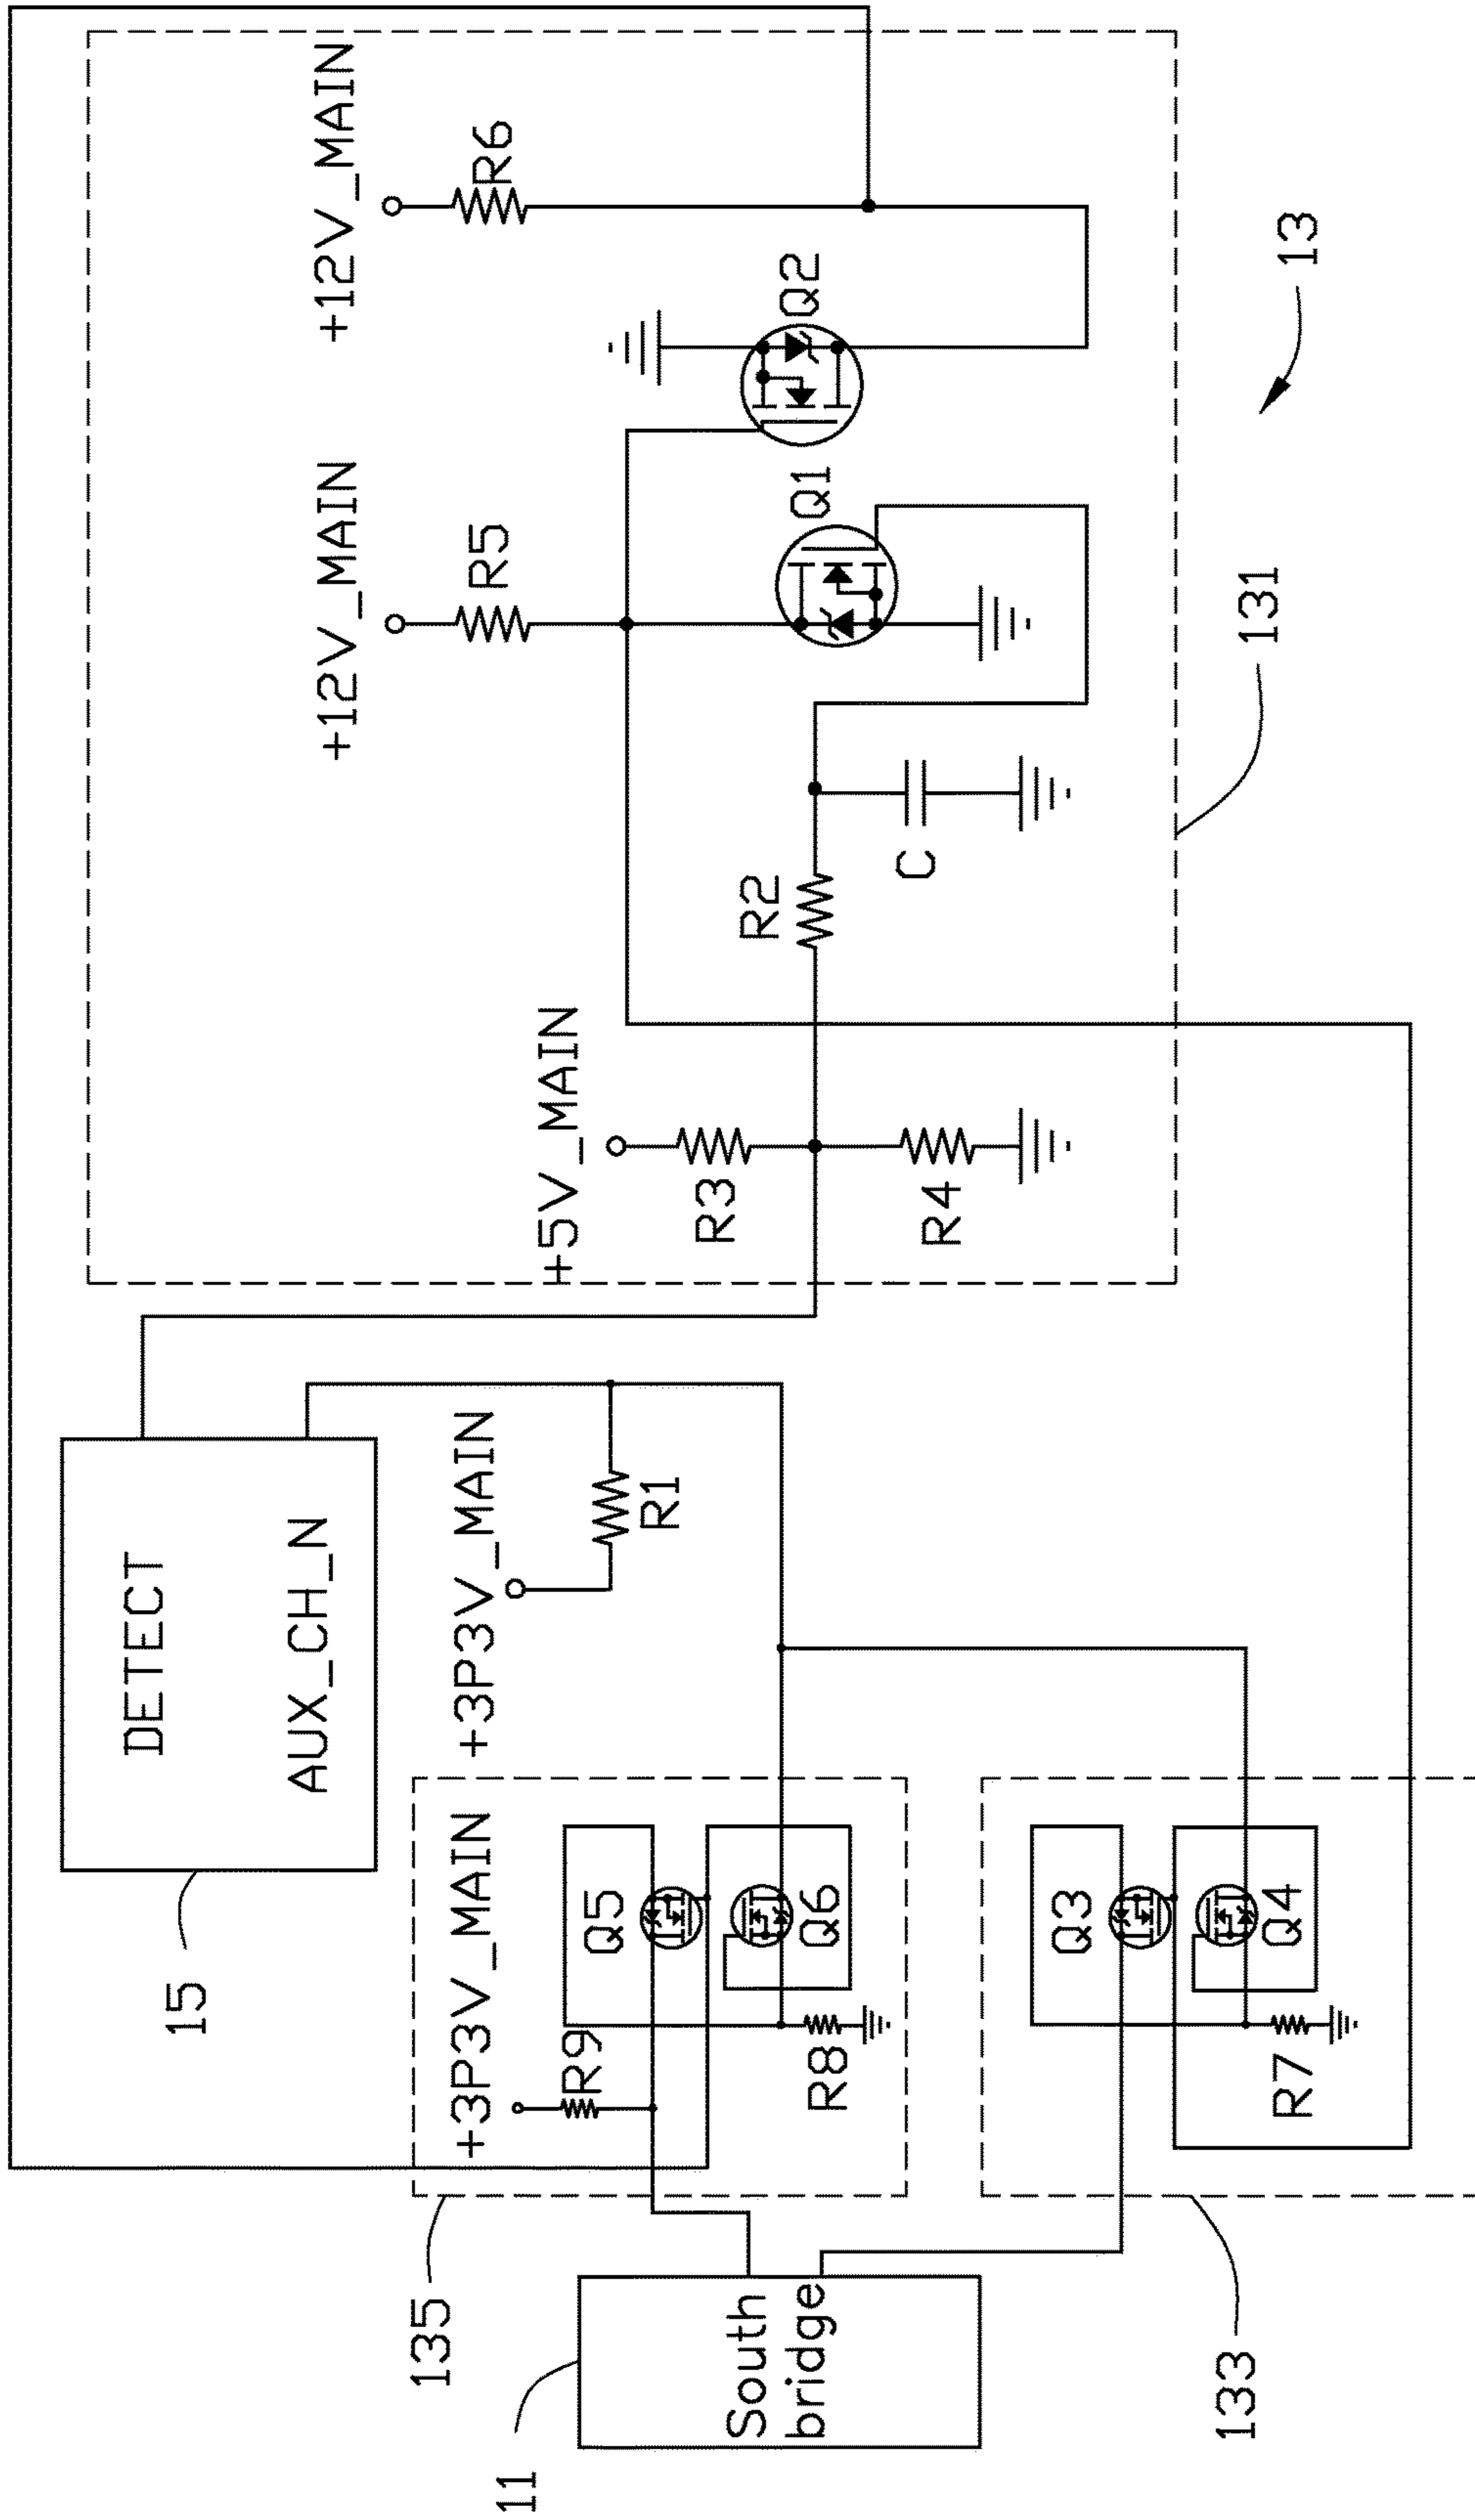 11
South
bridge
135
133
+3P3V_MAIN
R9
Q5
Q6
R8
Q3
Q4
R7
15
DETECT
AUX_CH_N
+3P3V_MAIN
R1
+5V_MAIN
R3
R4
R2
C
+12V_MAIN
R5
Q1
131
+12V_MAIN
R6
Q2
13